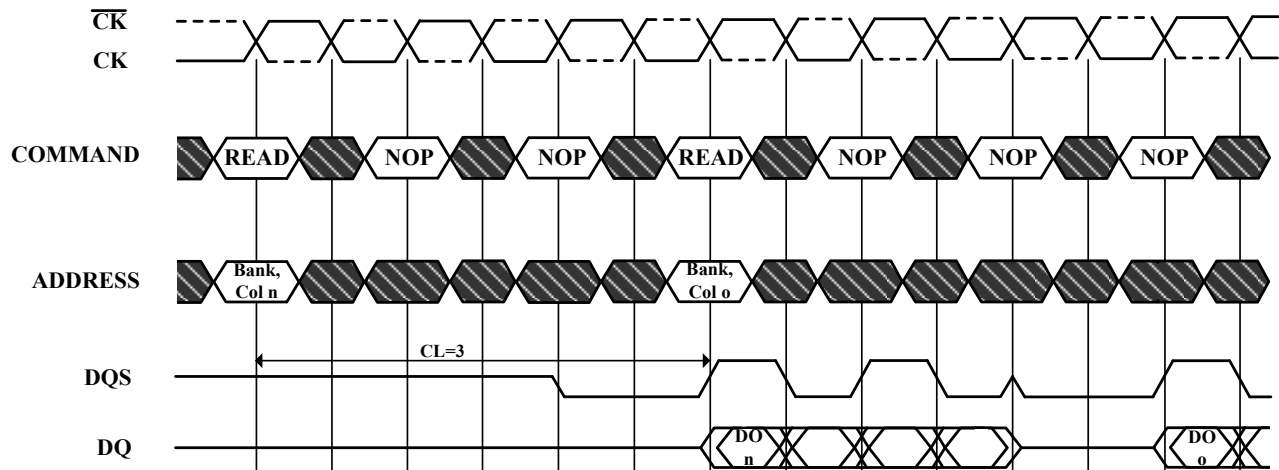 C̅K̅
CK
COMMAND
READ NOP NOP READ NOP NOP NOP
ADDRESS
Bank, Bank,
Col n Col o
CL=3
DQS
DQ
DO DO
n o